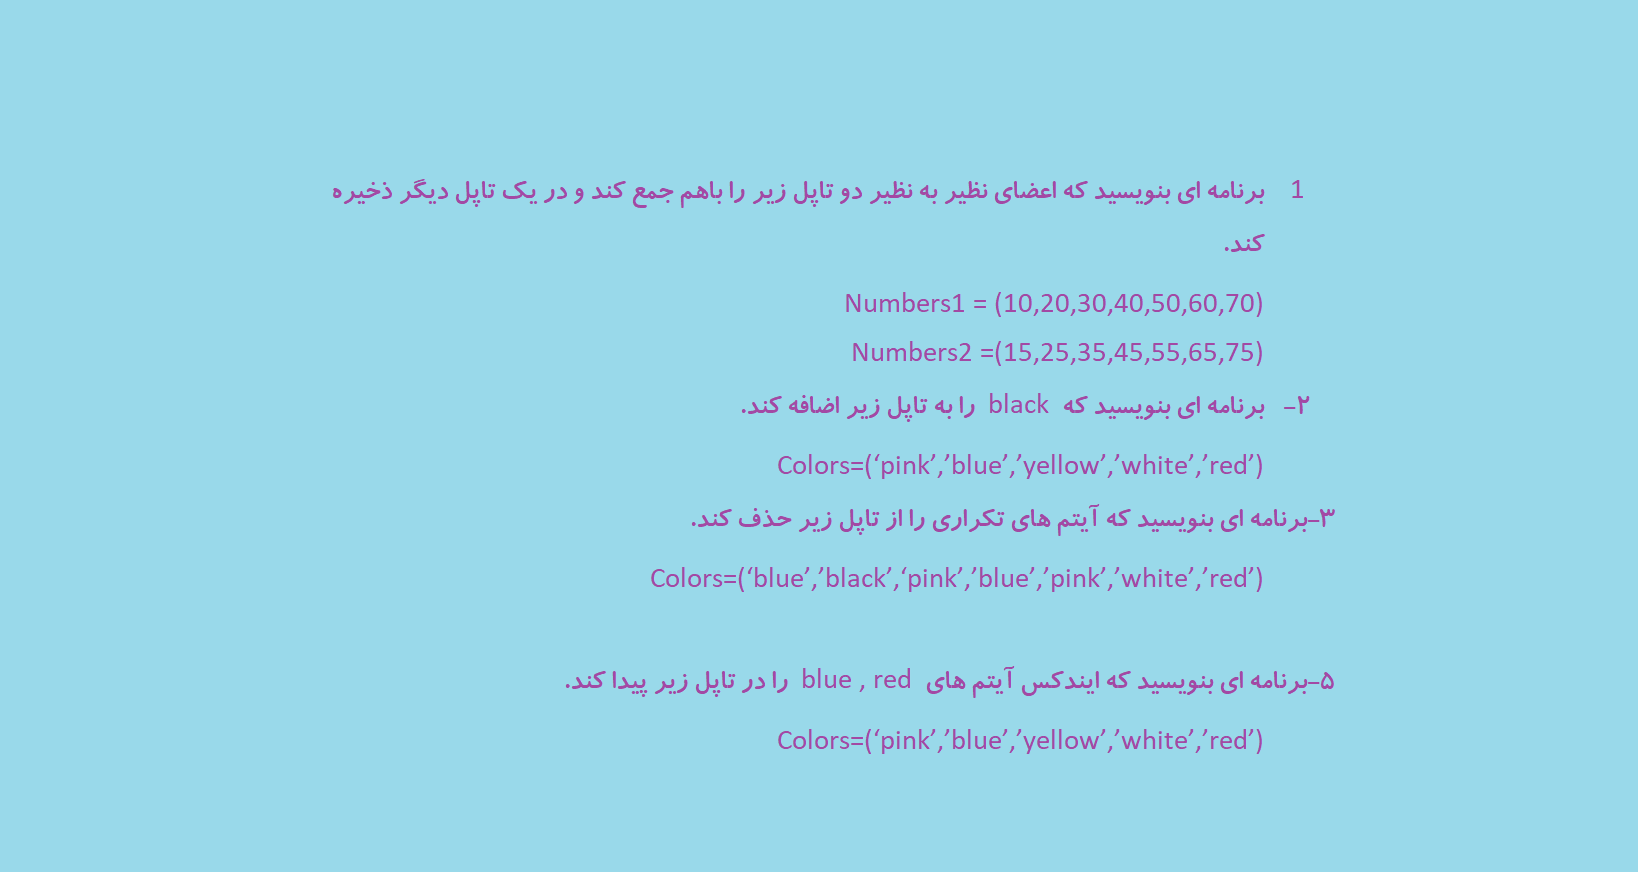 1 برنامه ای بنویسید که اعضای نظیر به نظیر دو تاپل زیر را باهم جمع کند و در یک تاپل دیگر ذخیره
کند.
Numbers1 = (10,20,30,40,50,60,70)
Numbers2 =(15,25,35,45,55,65,75)
۲- برنامه ای بنویسید که black را به تاپل زیر اضافه کند.
Colors=(‘pink’,’blue’,’yellow’,’white’,’red’)
۳-برنامه ای بنویسید که آیتم های تکراری را از تاپل زیر حذف کند.
Colors=(‘blue’,’black’,‘pink’,’blue’,’pink’,’white’,’red’)
۵-برنامه ای بنویسید که ایندکس آیتم های blue , red را در تاپل زیر پیدا کند.
Colors=(‘pink’,’blue’,’yellow’,’white’,’red’)